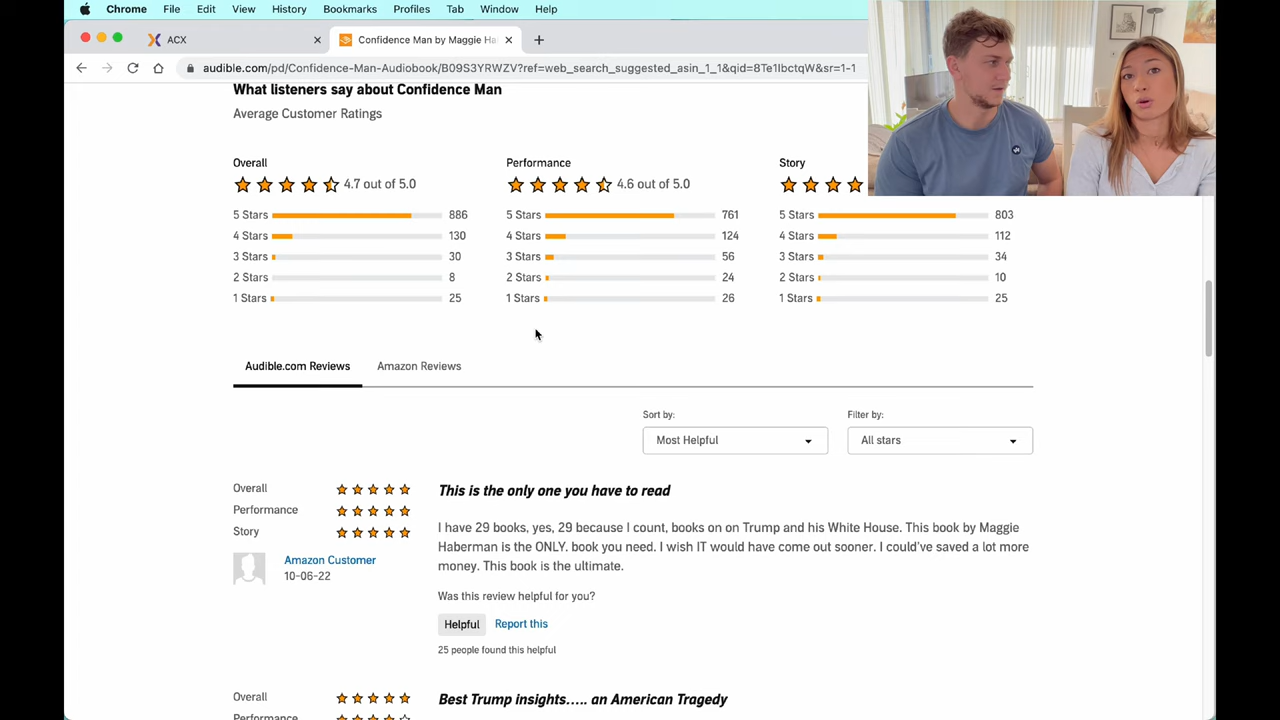 Chrome File Edit View History Bookmarks Profiles Tab Window Help
ACX
Confidence Man by Maggie Ha
audible.com/pd/Confidence-Man-Audiobook/B09S3YRWZV?ref=web_search_suggested_asin_1_1&qid=8Te1IbctqW&sr=1-1
What listeners say about Confidence Man
Average Customer Ratings
Overall
4.7 out of 5.0
5 Stars 886
4 Stars 130
3 Stars 30
2 Stars 8
1 Stars 25
Performance
4.6 out of 5.0
5 Stars 761
4 Stars 124
3 Stars 56
2 Stars 24
1 Stars 26
Story
5 Stars 803
4 Stars 112
3 Stars 34
2 Stars 10
1 Stars 25
Audible.com Reviews Amazon Reviews
Sort by:
Most Helpful
Filter by:
All stars
Overall
Performance
Story
Amazon Customer
10-06-22
This is the only one you have to read
I have 29 books, yes, 29 because I count, books on on Trump and his White House. This book by Maggie
Haberman is the ONLY. book you need. I wish IT would have come out sooner. I could've saved a lot more
money. This book is the ultimate.
Was this review helpful for you?
Helpful Report this
25 people found this helpful
Overall
Performance
Best Trump insights..... an American Tragedy